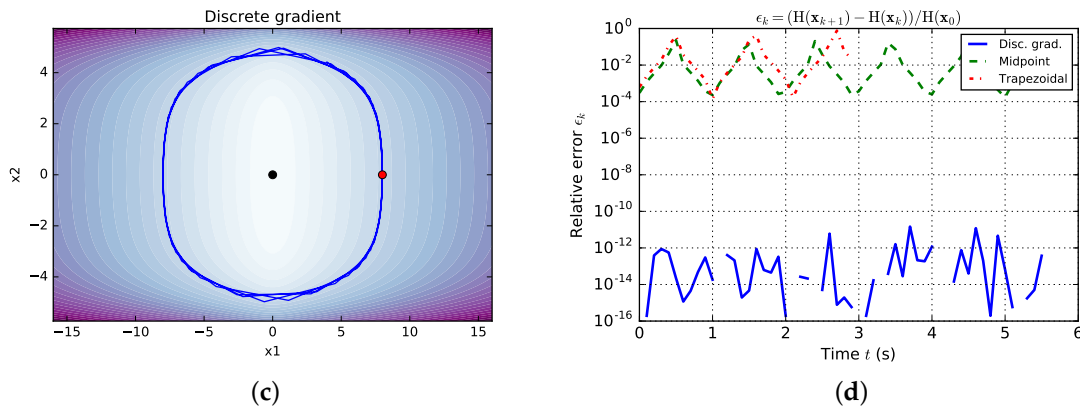 Discrete gradient
x2
4
2
0
−2
−4
−15 −10 −5 0 5 10 15
x1
(c)
ϵₖ = (H(𝐱ₖ₊₁) − H(𝐱ₖ))/H(𝐱₀)
Relative error ϵₖ
10⁰
10⁻²
10⁻⁴
10⁻⁶
10⁻⁸
10⁻¹⁰
10⁻¹²
10⁻¹⁴
10⁻¹⁶
Disc. grad.
Midpoint
Trapezoidal
0 1 2 3 4 5 6
Time t (s)
(d)